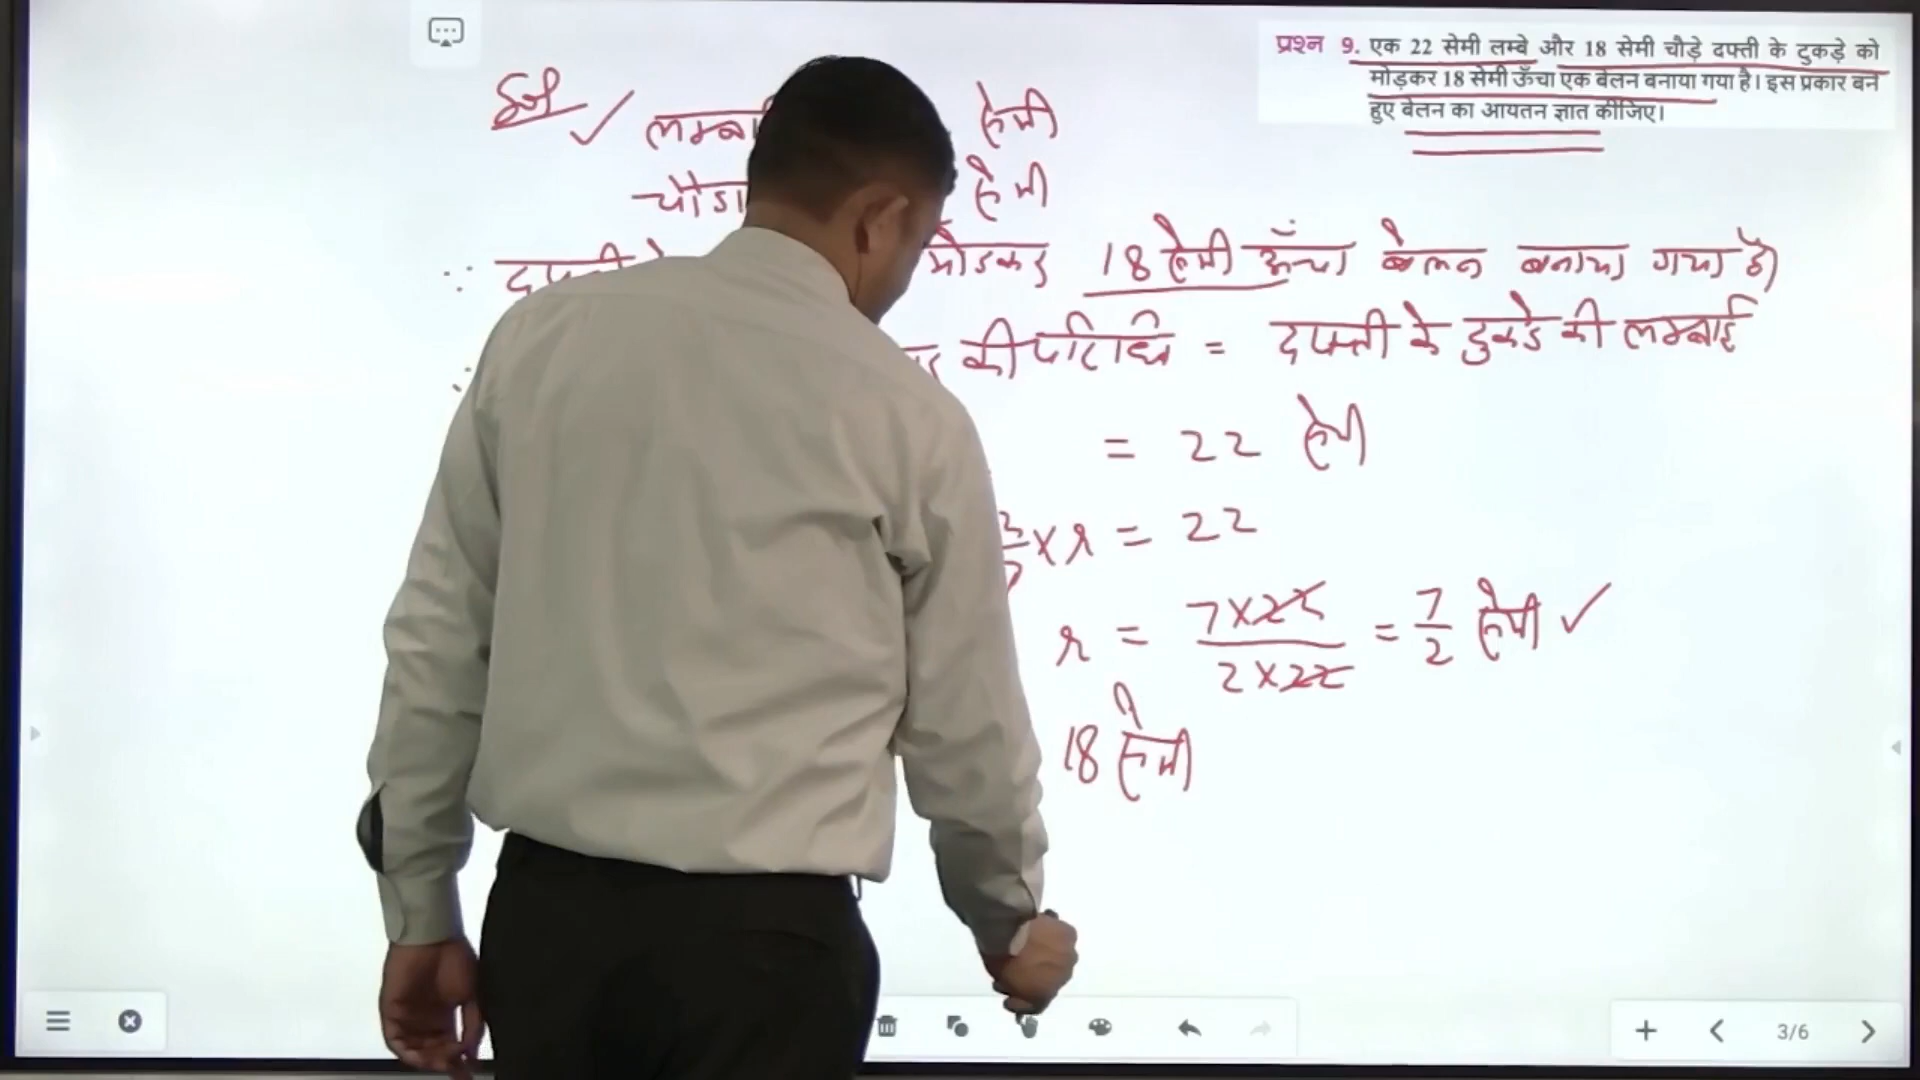 प्रश्न 9. एक 22 सेमी लम्बे और 18 सेमी चौड़े दफ्ती के टुकड़े को
मोड़कर 18 सेमी ऊँचा एक बेलन बनाया गया है। इस प्रकार बने
हुए बेलन का आयतन ज्ञात कीजिए।
हल ✓ लम्बा सेमी
चौडा सेमी
∵ दफ्ती मोडकर 18 सेमी ऊँचा बेलन बनाया गया है।
∴ की परिधि = दफ्ती के टुकडे की लम्बाई
= 22 सेमी
× r = 22
r = 7×22 / 2×22 = 7/2 सेमी ✓
18 सेमी
3/6